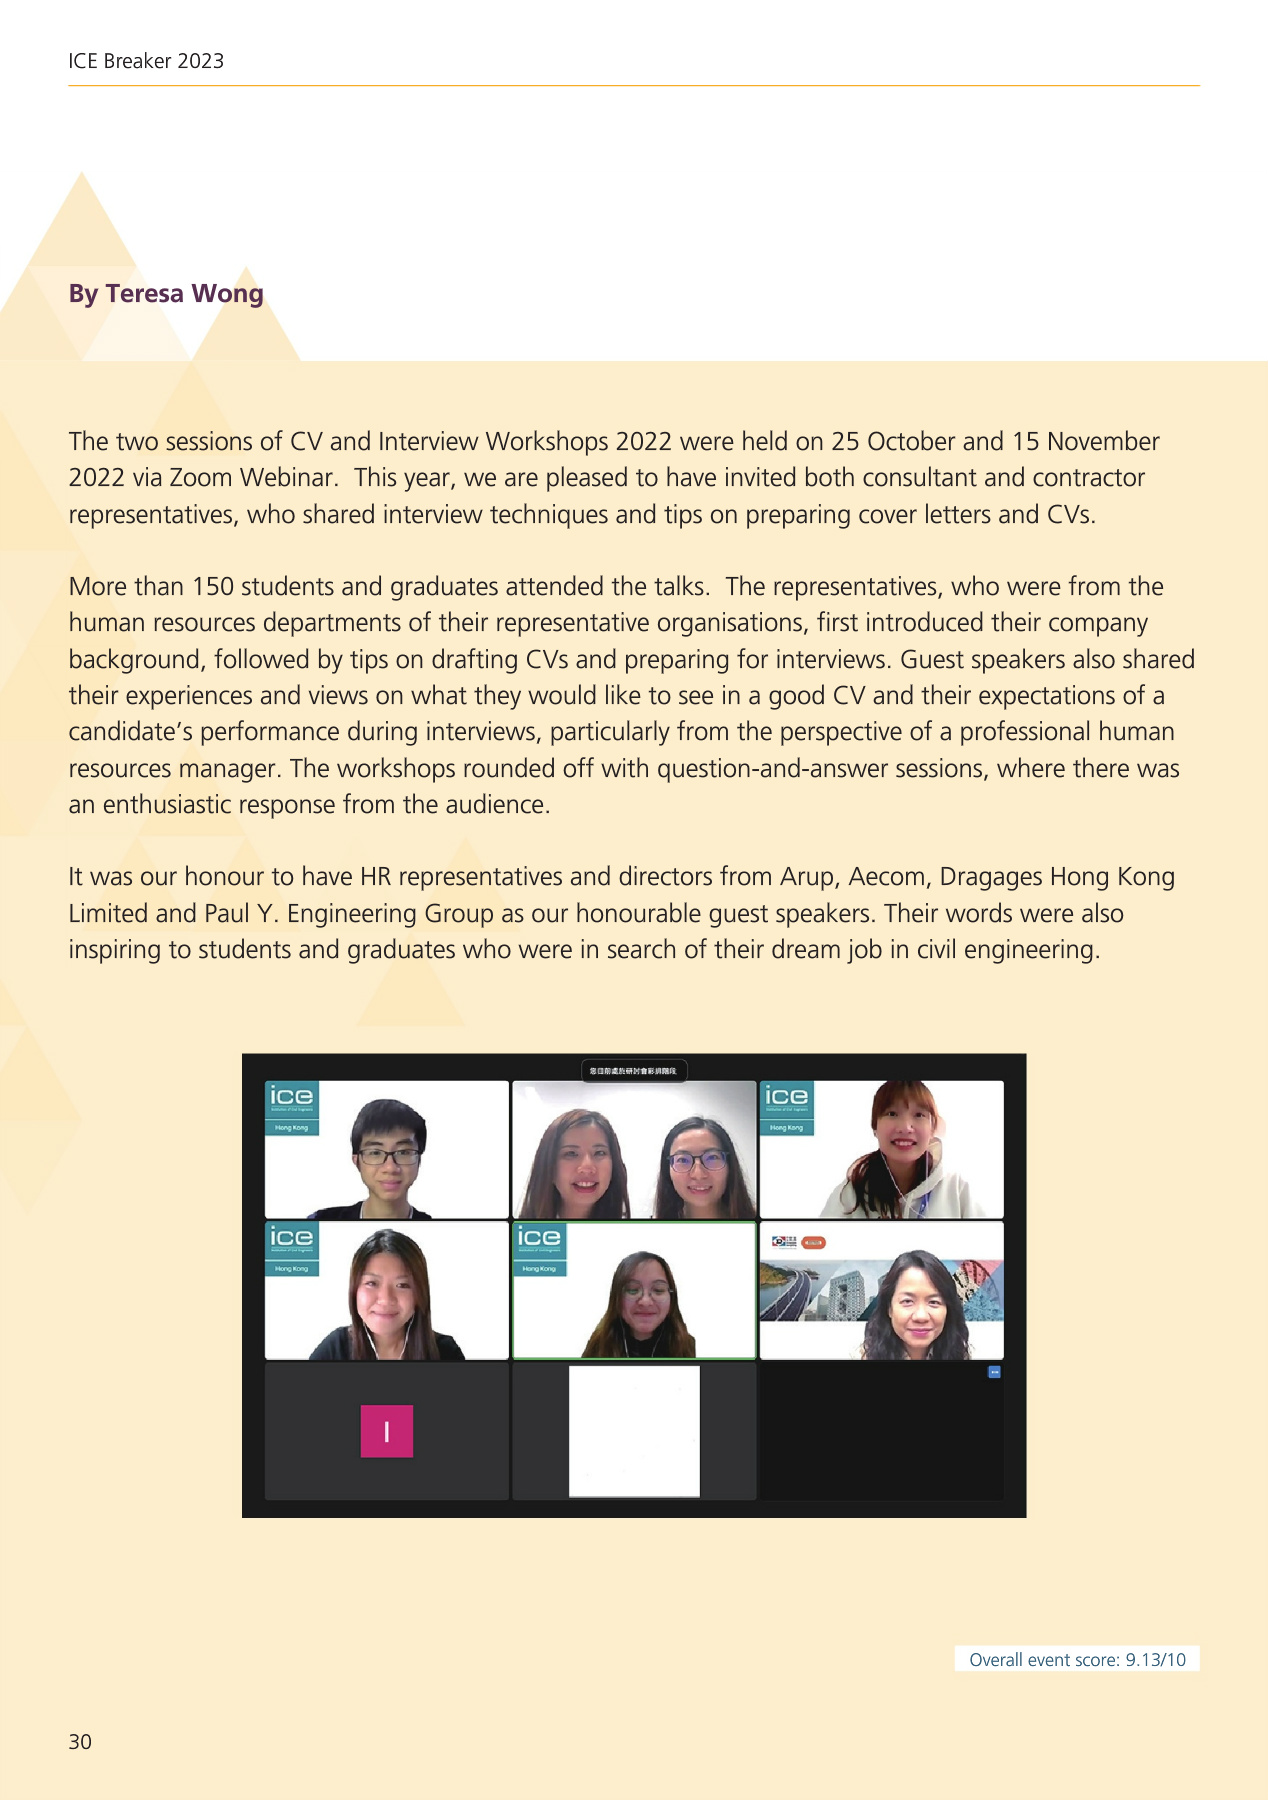 ICE Breaker 2023
By Teresa Wong
The two sessions of CV and Interview Workshops 2022 were held on 25 October and 15 November
2022 via Zoom Webinar.  This year, we are pleased to have invited both consultant and contractor
representatives, who shared interview techniques and tips on preparing cover letters and CVs.
More than 150 students and graduates attended the talks.  The representatives, who were from the
human resources departments of their representative organisations, first introduced their company
background, followed by tips on drafting CVs and preparing for interviews. Guest speakers also shared
their experiences and views on what they would like to see in a good CV and their expectations of a
candidate’s performance during interviews, particularly from the perspective of a professional human
resources manager. The workshops rounded off with question-and-answer sessions, where there was
an enthusiastic response from the audience.
It was our honour to have HR representatives and directors from Arup, Aecom, Dragages Hong Kong
Limited and Paul Y. Engineering Group as our honourable guest speakers. Their words were also
inspiring to students and graduates who were in search of their dream job in civil engineering.
您目前處於研討會彩排階段
ice
Hong Kong
ice
Hong Kong
ice
Hong Kong
ice
Hong Kong
I
Overall event score: 9.13/10
30